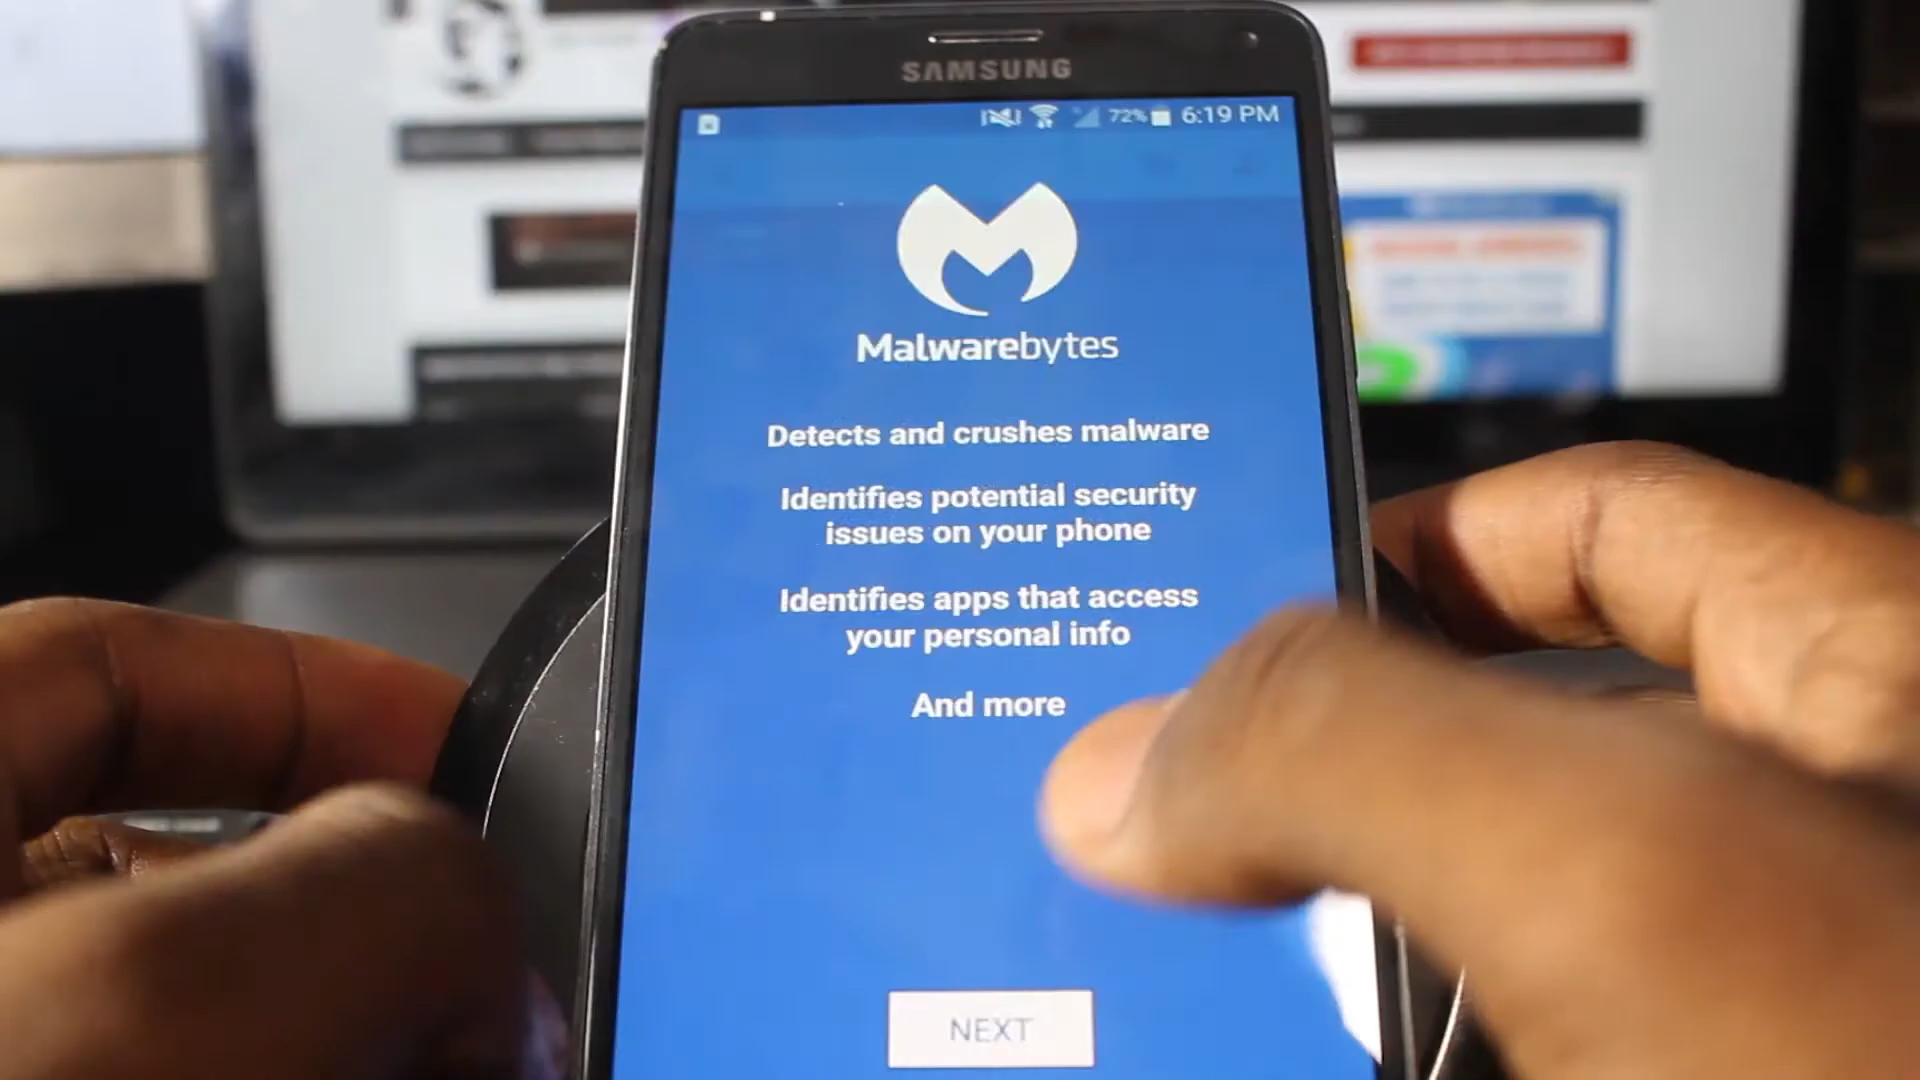 SAMSUNG
72% 6:19 PM
Malwarebytes
Detects and crushes malware
Identifies potential security
issues on your phone
Identifies apps that access
your personal info
And more
NEXT